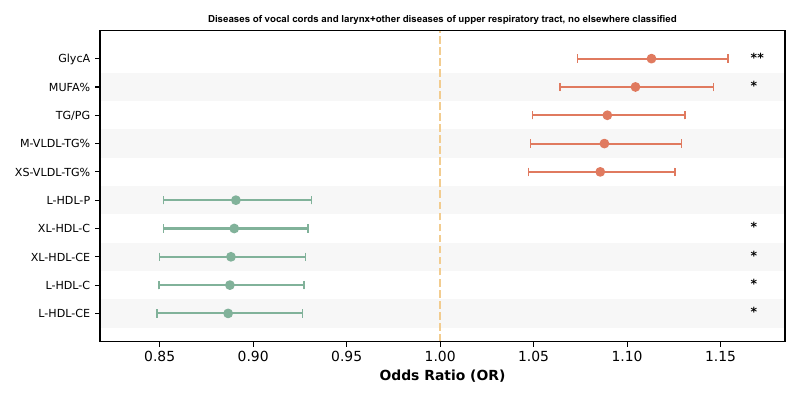 Diseases of vocal cords and larynx+other diseases of upper respiratory tract, no elsewhere classified
GlycA **
MUFA% *
TG/PG
M-VLDL-TG%
XS-VLDL-TG%
L-HDL-P
XL-HDL-C *
XL-HDL-CE *
L-HDL-C *
L-HDL-CE *
0.85 0.90 0.95 1.00 1.05 1.10 1.15
Odds Ratio (OR)